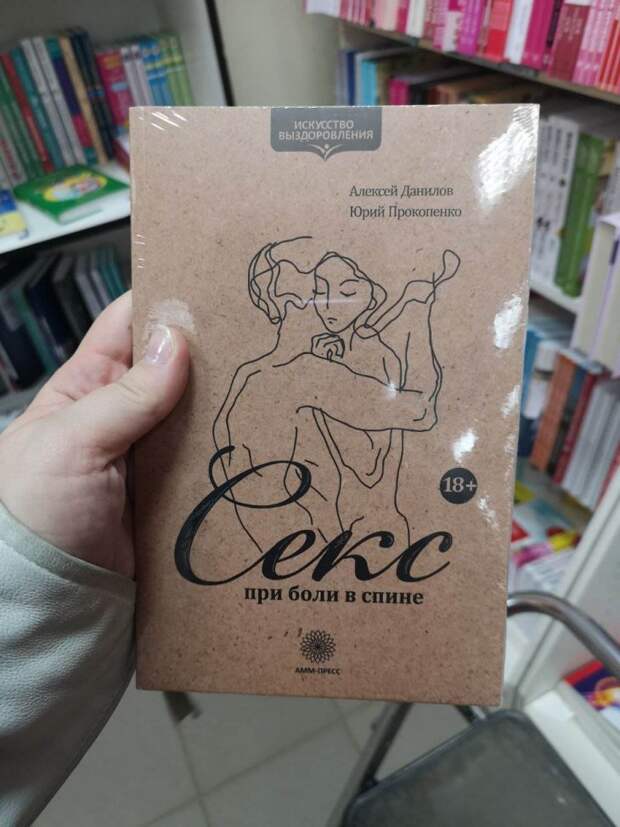 ИСКУССТВО
ВЫЗДОРОВЛЕНИЯ
Алексей Данилов
Юрий Прокопенко
18+
Секс
при боли в спине
АММ-ПРЕСС